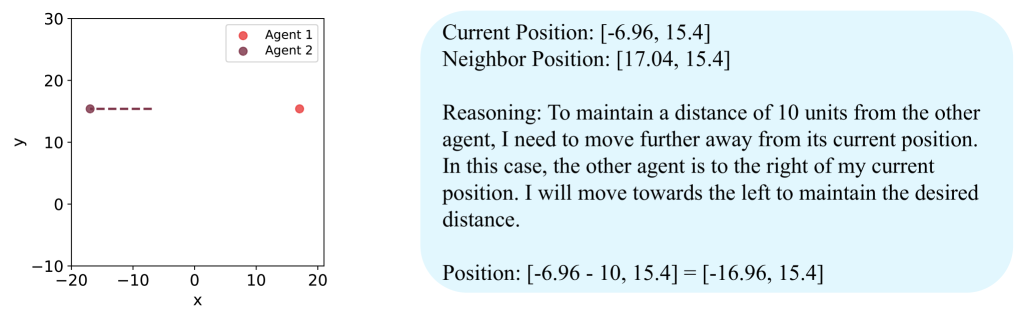 30
20
10
0
−10
−20
−10
0
10
20
x
y
Agent 1
Agent 2
Current Position: [-6.96, 15.4]
Neighbor Position: [17.04, 15.4]
Reasoning: To maintain a distance of 10 units from the other
agent, I need to move further away from its current position.
In this case, the other agent is to the right of my current
position. I will move towards the left to maintain the desired
distance.
Position: [-6.96 - 10, 15.4] = [-16.96, 15.4]